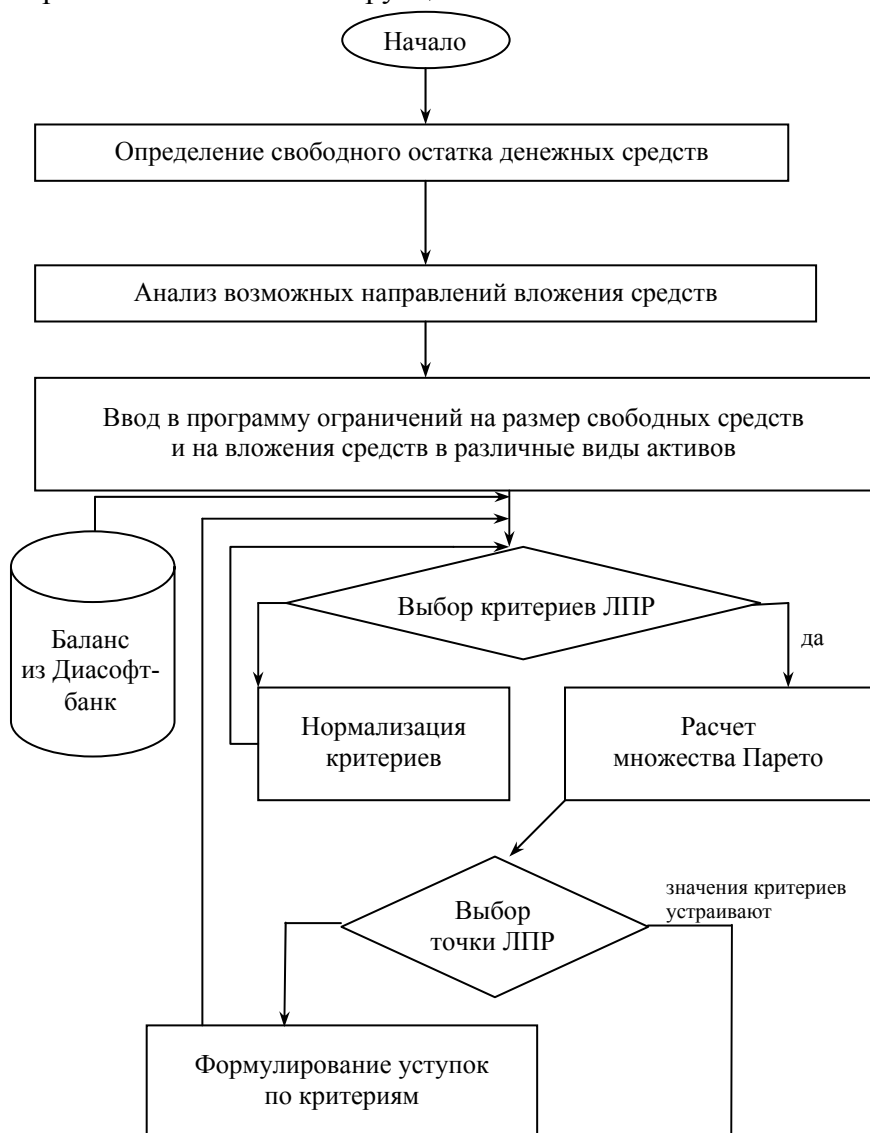 Начало
Определение свободного остатка денежных средств
Анализ возможных направлений вложения средств
Ввод в программу ограничений на размер свободных средств
и на вложения средств в различные виды активов
Баланс
из Диасофт-
банк
Выбор критериев ЛПР
да
Нормализация
критериев
Расчет
множества Парето
Выбор
точки ЛПР
значения критериев
устраивают
Формулирование уступок
по критериям